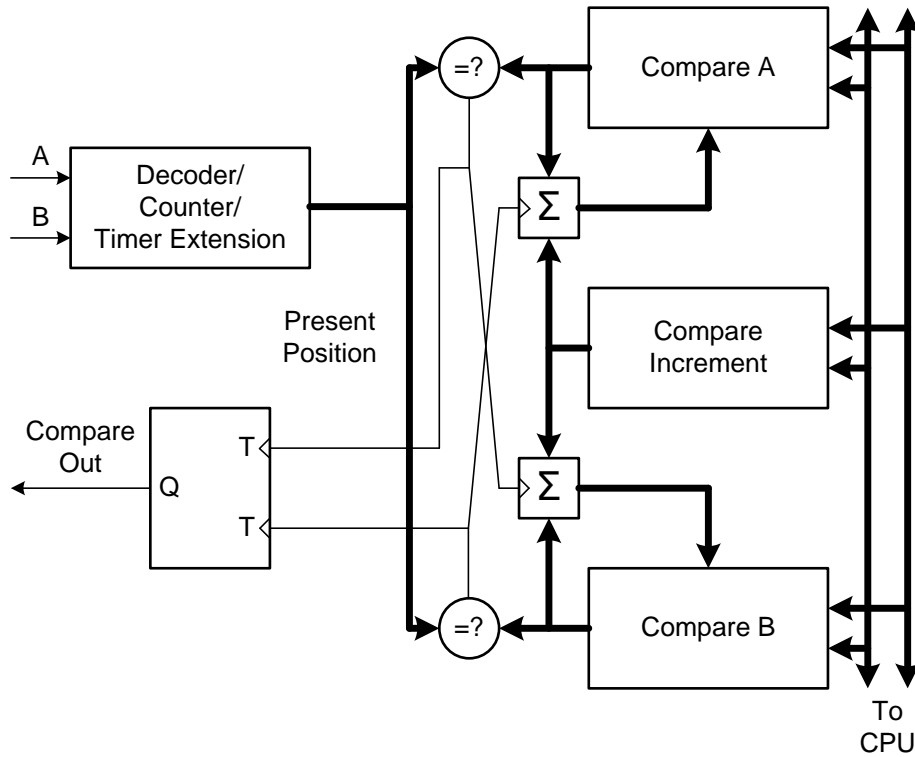 =?
Compare A
A
B
Decoder/
Counter/
Timer Extension
Σ
Present
Position
Compare
Increment
Compare
Out
T
Q
T
Σ
=?
Compare B
To
CPU